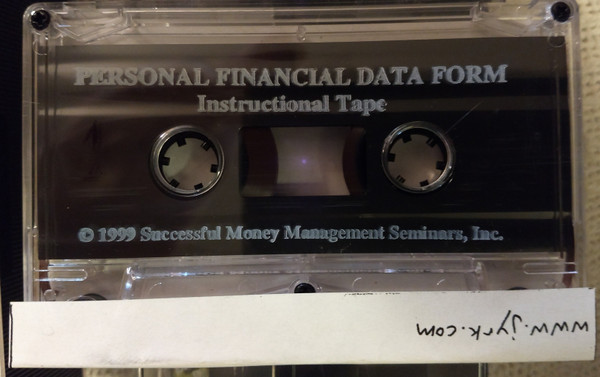 PERSONAL FINANCIAL DATA FORM
Instructional Tape
© 1999 Successful Money Management Seminars, Inc.
www.jyrk.com